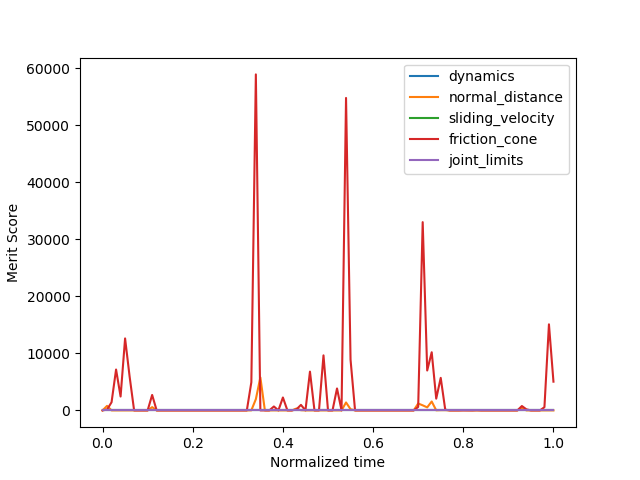 60000
50000
40000
30000
20000
10000
0
Merit Score
dynamics
normal_distance
sliding_velocity
friction_cone
joint_limits
0.0 0.2 0.4 0.6 0.8 1.0
Normalized time